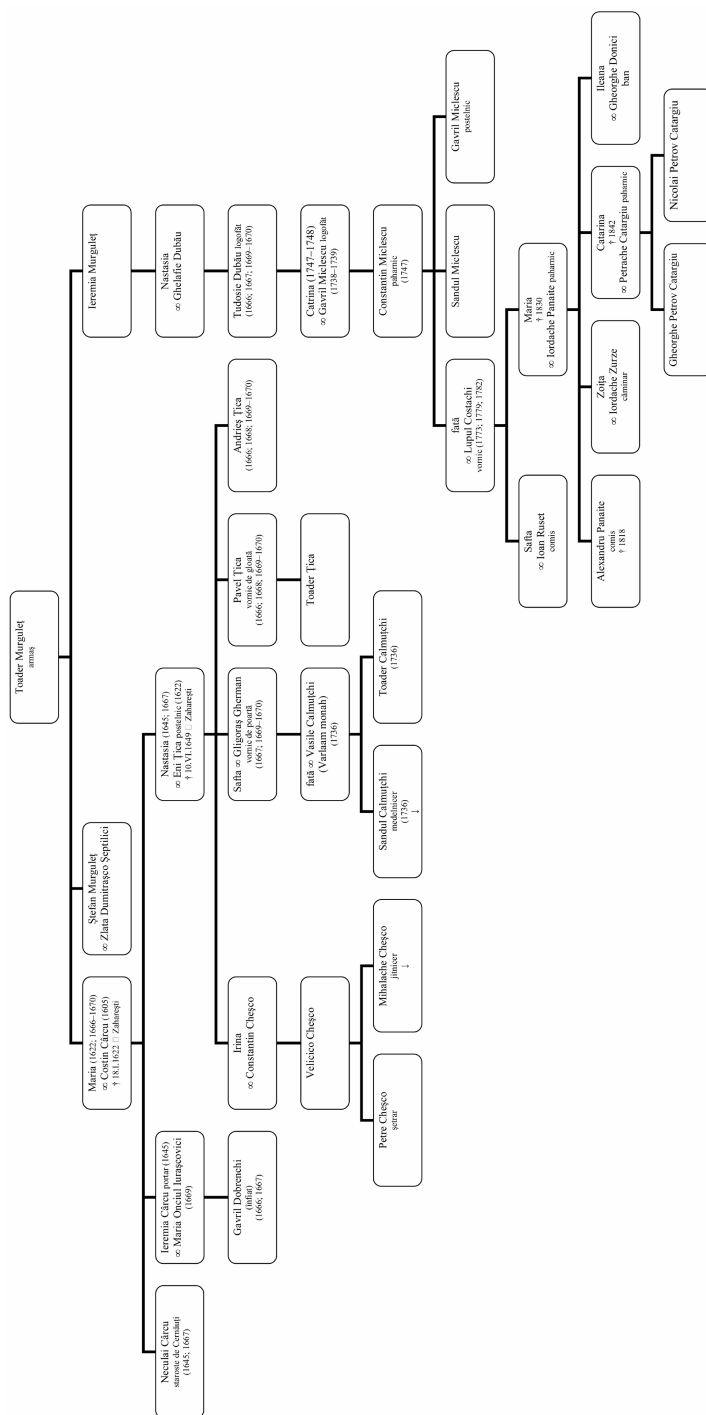 Toader Murguleț
armaș
Maria (1622; 1666–1670)
∞ Costin Cârcu (1605)
† 18.I.1622 □ Zaharești
Ștefan Murguleț
∞ Zlata Dumitrașco Șeptilici
Ieremia Murguleț
Neculai Cârcu
staroste de Cernăuți
(1645; 1667)
Ieremia Cârcu portar (1645)
∞ Maria Onciul Iurașcovici
(1669)
Nastasia (1645; 1667)
∞ Eni Țica postelnic (1622)
† 10.VI.1649 □ Zaharești
Nastasia
∞ Ghelafie Dubău
Gavril Dobrenchi
(înfiat)
(1666; 1667)
Irina
∞ Constantin Cheșco
Safta ∞ Gligoraș Gherman
vornic de poartă
(1667; 1669–1670)
Pavel Țica
vornic de gloată
(1666; 1668; 1669–1670)
Andrieș Țica
(1666; 1668; 1669–1670)
Tudosic Dubău logofăt
(1666; 1667; 1669–1670)
Velicico Cheșco
fată ∞ Vasile Calmuțchi
(Varlaam monah)
(1736)
Toader Țica
Catrina (1747–1748)
∞ Gavril Miclescu logofăt
(1738–1739)
Petre Cheșco
șetrar
Mihalache Cheșco
jitnicer
↓
Sandul Calmuțchi
medelnicer
(1736)
↓
Toader Calmuțchi
(1736)
Constantin Miclescu
paharnic
(1747)
fată
∞ Lupul Costachi
vornic (1773; 1779; 1782)
Sandul Miclescu
Gavril Miclescu
postelnic
Safta
∞ Ioan Ruset
comis
Maria
† 1830
∞ Iordache Panaite paharnic
Alexandru Panaite
comis
† 1818
Zoița
∞ Iordache Zurze
căminar
Catarina
† 1842
∞ Petrache Catargiu paharnic
Ileana
∞ Gheorghe Donici
ban
Gheorghe Petrov Catargiu
Nicolai Petrov Catargiu